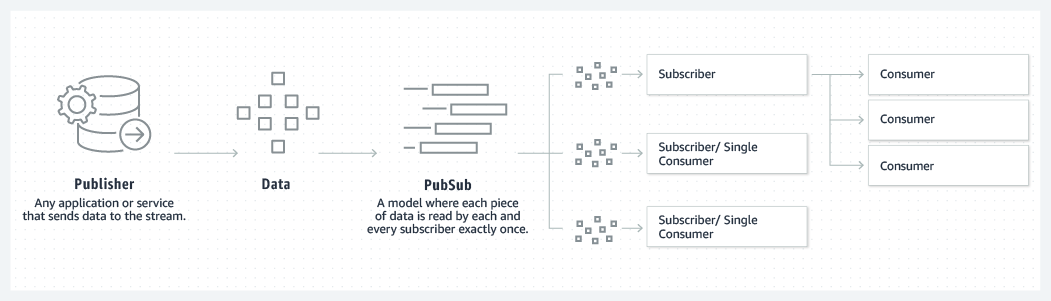 Publisher
Any application or service
that sends data to the stream.
Data
PubSub
A model where each piece
of data is read by each and
every subscriber exactly once.
Subscriber
Subscriber/ Single
Consumer
Subscriber/ Single
Consumer
Consumer
Consumer
Consumer